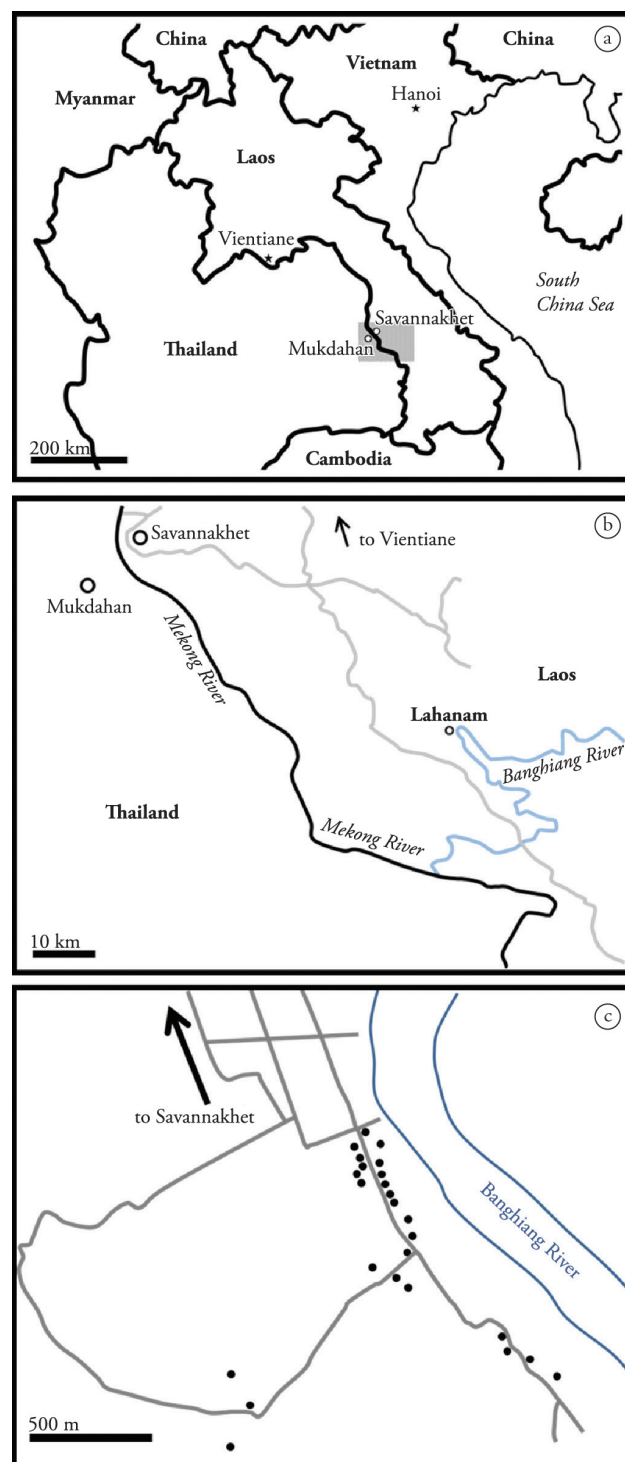 China
China
a
Vietnam
Myanmar
Hanoi
Laos
Vientiane
South
China Sea
Savannakhet
Thailand
Mukdahan
200 km
Cambodia
b
Savannakhet
to Vientiane
Mukdahan
Mekong River
Laos
Lahanam
Banghiang River
Thailand
Mekong River
10 km
c
to Savannakhet
Banghiang River
500 m